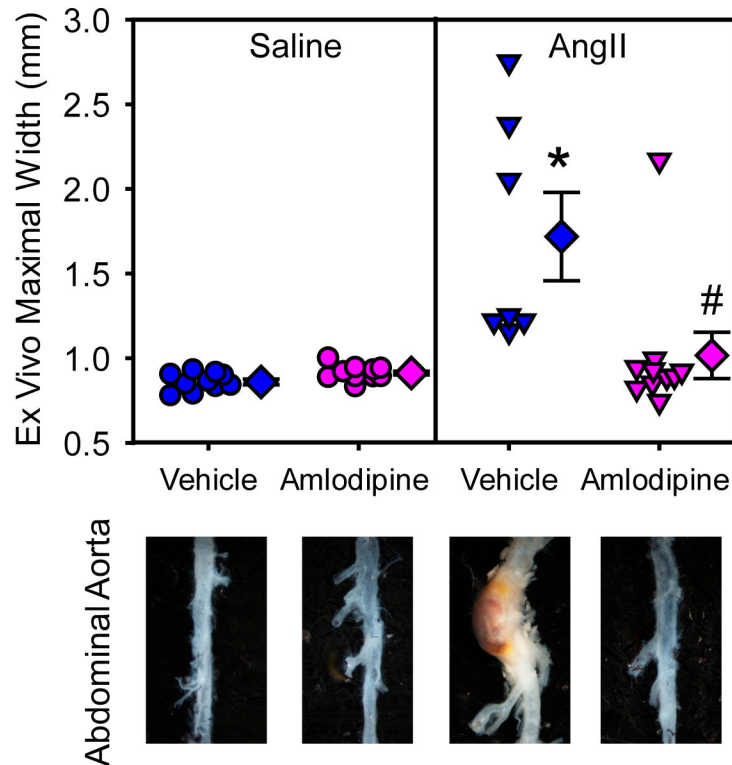 Ex Vivo Maximal Width (mm)
3.0
2.5
2.0
1.5
1.0
0.5
Saline
AngII
*
#
Vehicle
Amlodipine
Vehicle
Amlodipine
Abdominal Aorta